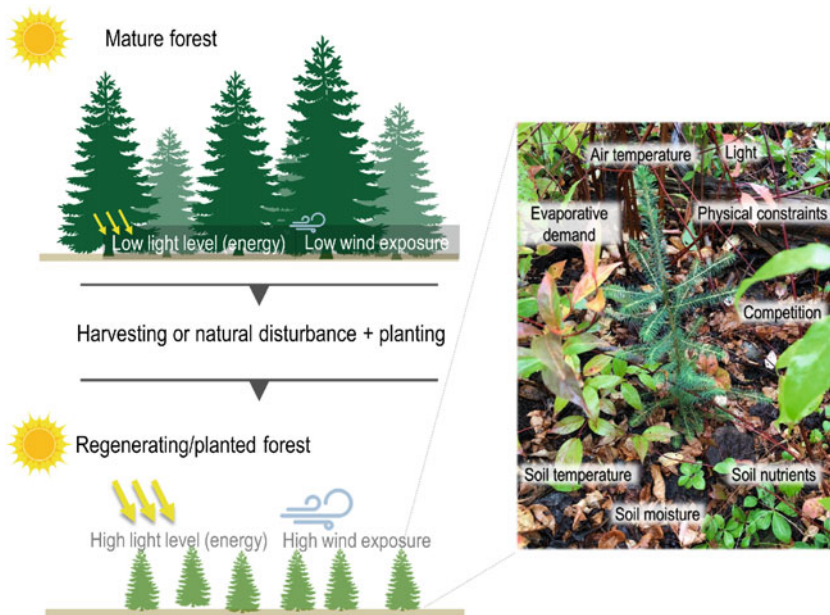 Mature forest
Low light level (energy)
Low wind exposure
Harvesting or natural disturbance + planting
Regenerating/planted forest
High light level (energy)
High wind exposure
Air temperature
Light
Evaporative
demand
Physical constraints
Competition
Soil temperature
Soil nutrients
Soil moisture